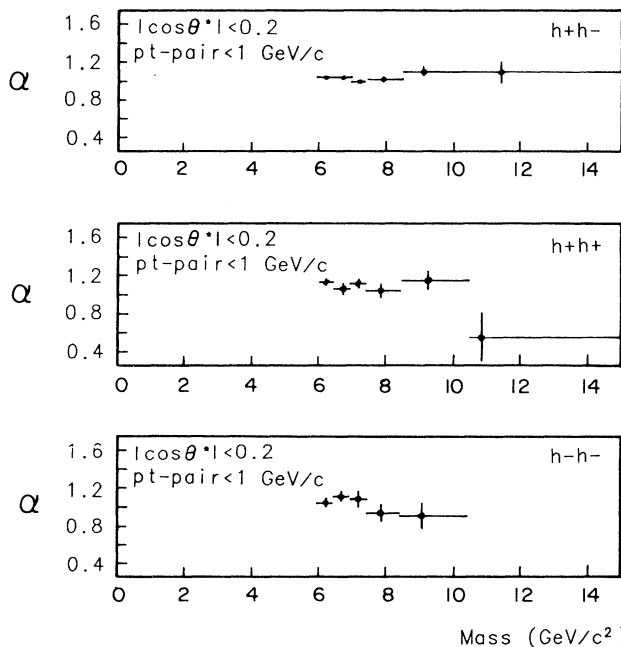 |cosθ*|<0.2
pt-pair<1 GeV/c
h+h-
α
1.6
1.2
0.8
0.4
0 2 4 6 8 10 12 14
|cosθ*|<0.2
pt-pair<1 GeV/c
h+h+
α
1.6
1.2
0.8
0.4
0 2 4 6 8 10 12 14
|cosθ*|<0.2
pt-pair<1 GeV/c
h-h-
α
1.6
1.2
0.8
0.4
0 2 4 6 8 10 12 14
Mass (GeV/c²